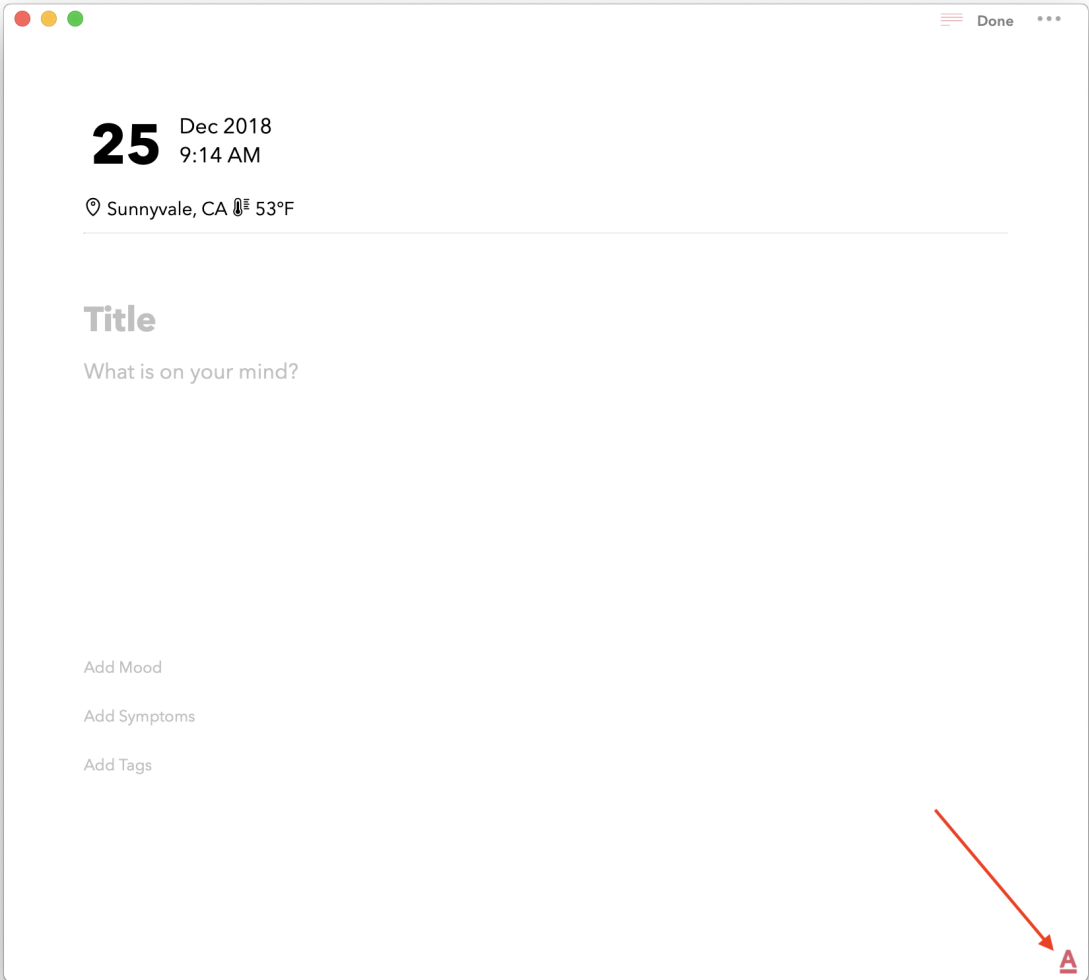 Done
25
Dec 2018
9:14 AM
Sunnyvale, CA 53°F
Title
What is on your mind?
Add Mood
Add Symptoms
Add Tags
A